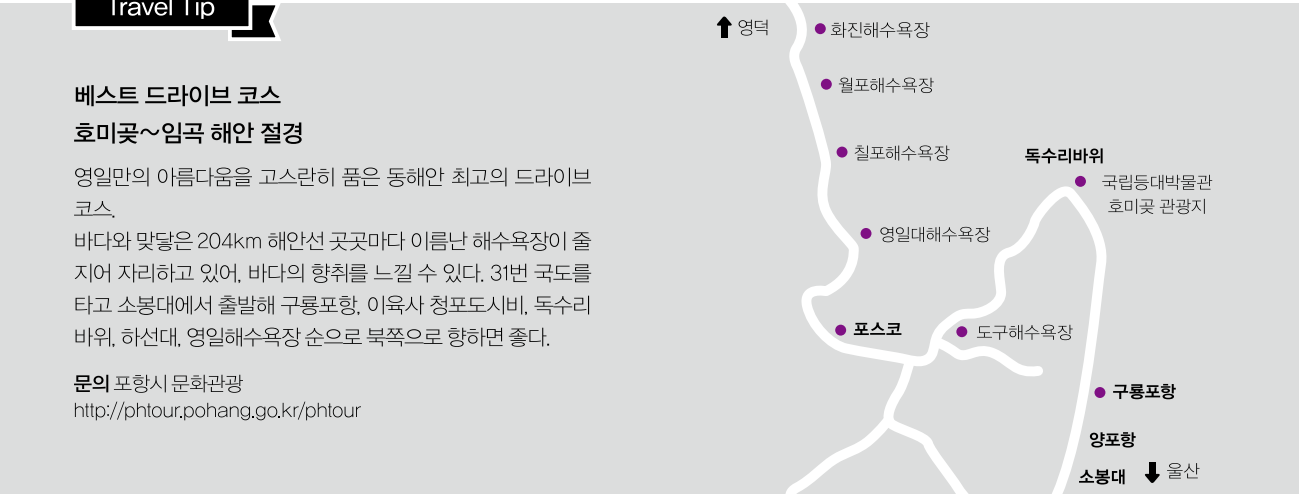 Travel Tip
베스트 드라이브 코스
호미곶~임곡 해안 절경
영일만의 아름다움을 고스란히 품은 동해안 최고의 드라이브
코스.
바다와 맞닿은 204km 해안선 곳곳마다 이름난 해수욕장이 줄
지어 자리하고 있어, 바다의 향취를 느낄 수 있다. 31번 국도를
타고 소봉대에서 출발해 구룡포항, 이육사 청포도시비, 독수리
바위, 하선대, 영일해수욕장 순으로 북쪽으로 향하면 좋다.
문의 포항시 문화관광
http://phtour.pohang.go.kr/phtour
영덕
화진해수욕장
월포해수욕장
칠포해수욕장
독수리바위
국립등대박물관
호미곶 관광지
영일대해수욕장
포스코
도구해수욕장
구룡포항
양포항
소봉대
울산